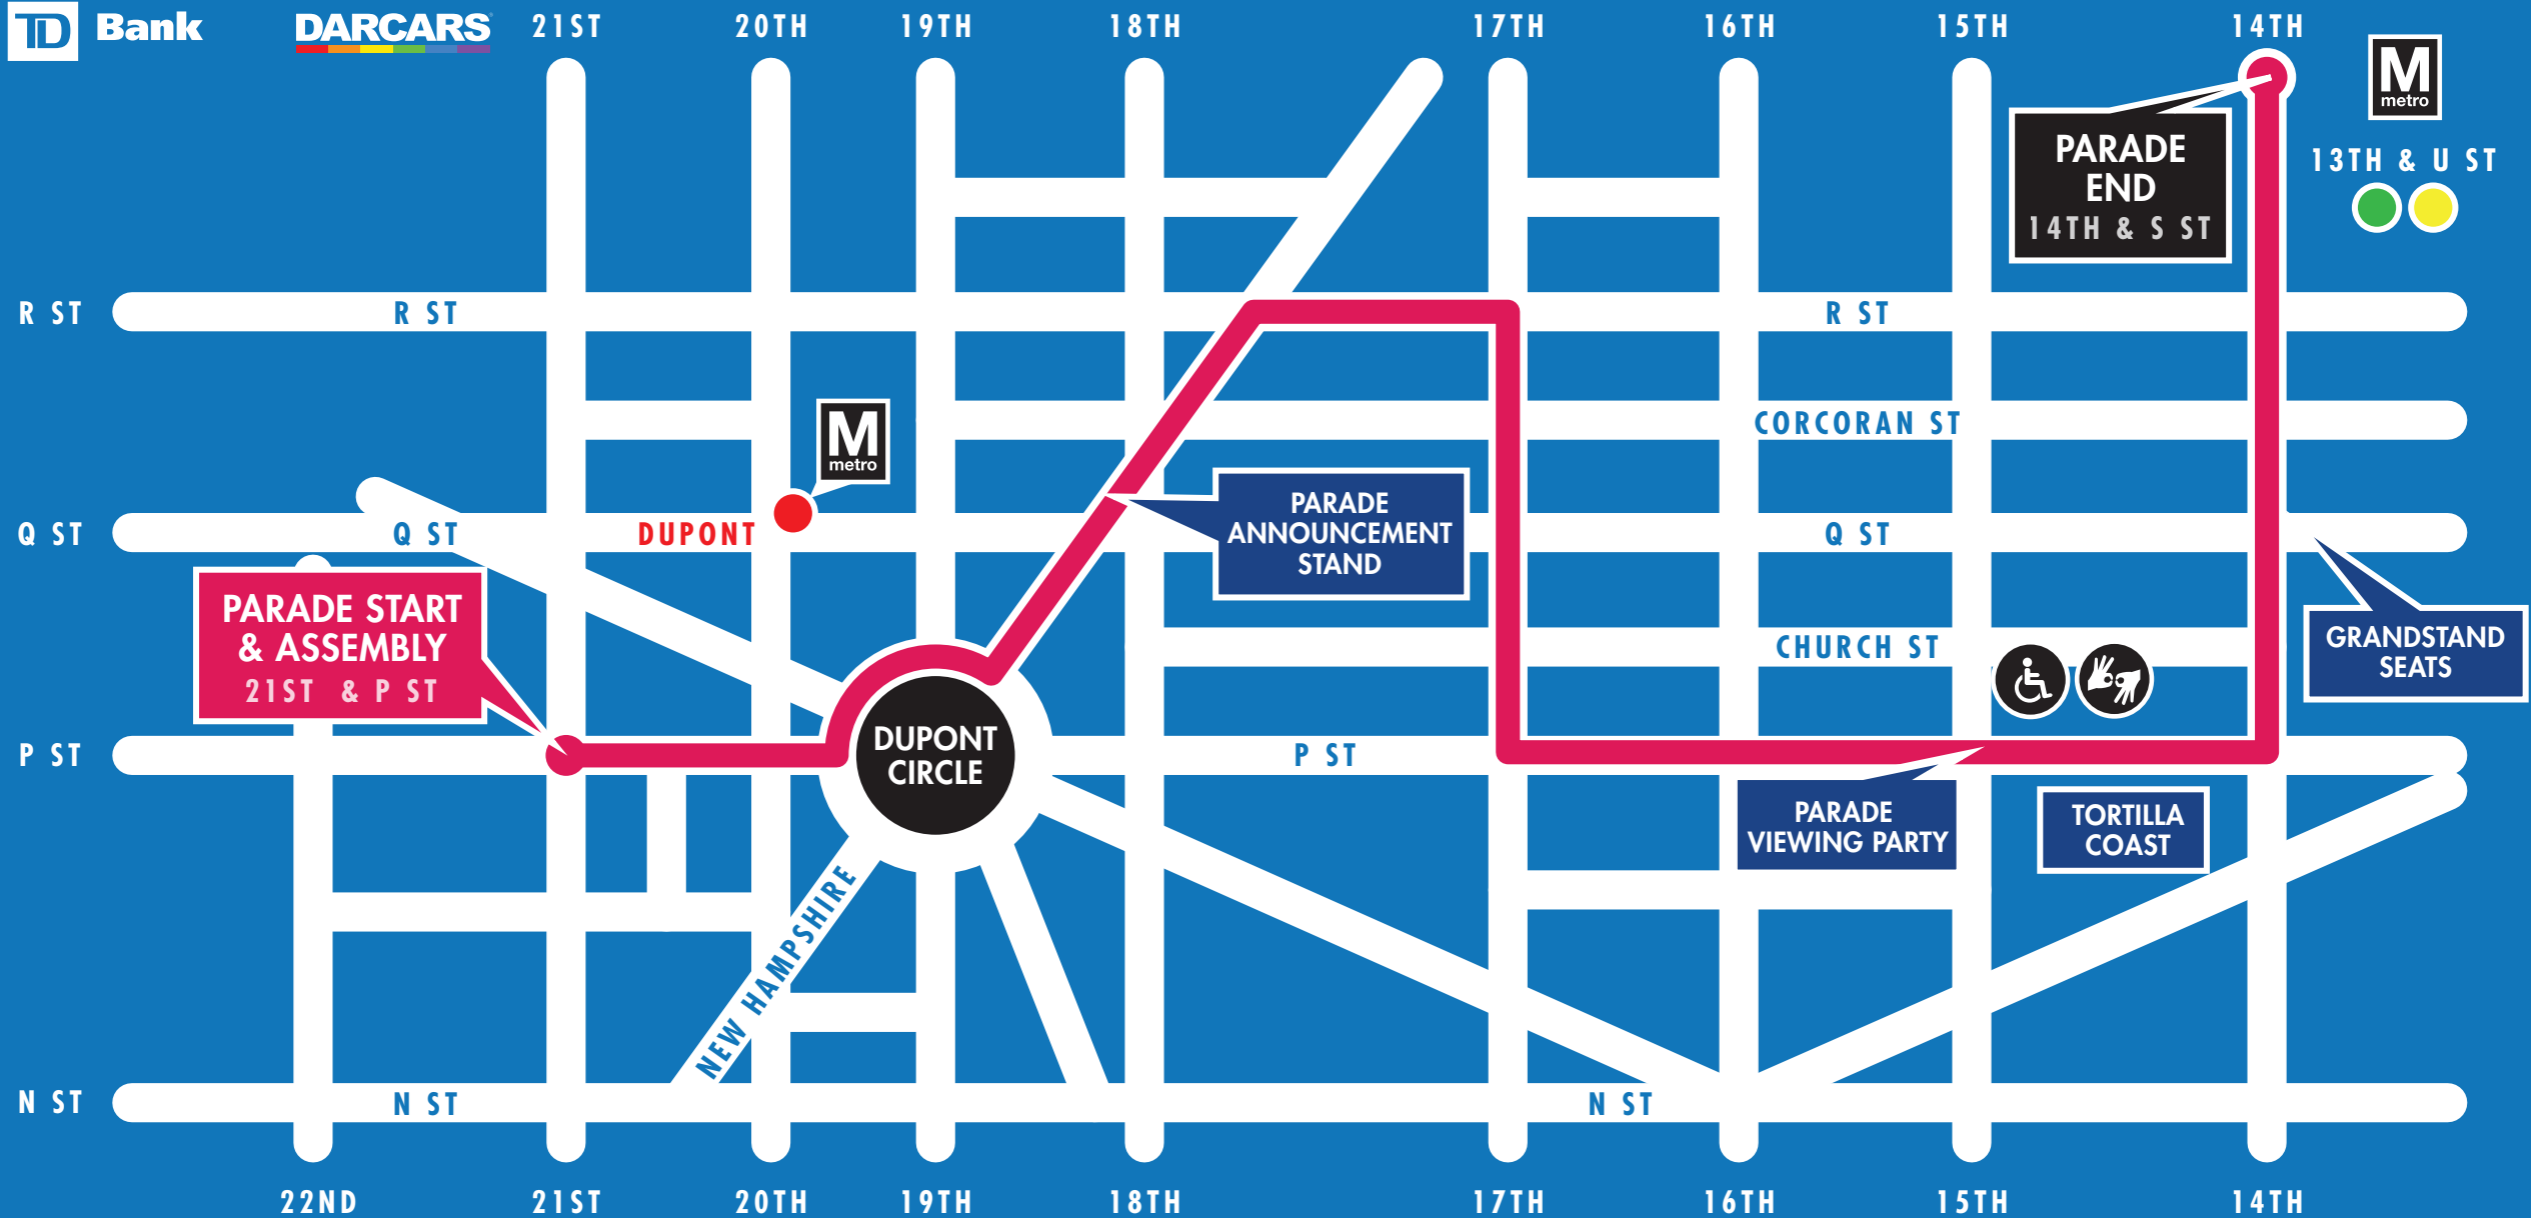 TD Bank
DARCARS
21ST
20TH
19TH
18TH
17TH
16TH
15TH
14TH
M
metro
13TH & U ST
PARADE
END
14TH & S ST
R ST
R ST
R ST
M
metro
CORCORAN ST
PARADE
ANNOUNCEMENT
STAND
Q ST
Q ST
DUPONT
Q ST
PARADE START
& ASSEMBLY
21ST & P ST
CHURCH ST
GRANDSTAND
SEATS
P ST
DUPONT
CIRCLE
P ST
PARADE
VIEWING PARTY
TORTILLA
COAST
NEW HAMPSHIRE
N ST
N ST
N ST
22ND
21ST
20TH
19TH
18TH
17TH
16TH
15TH
14TH